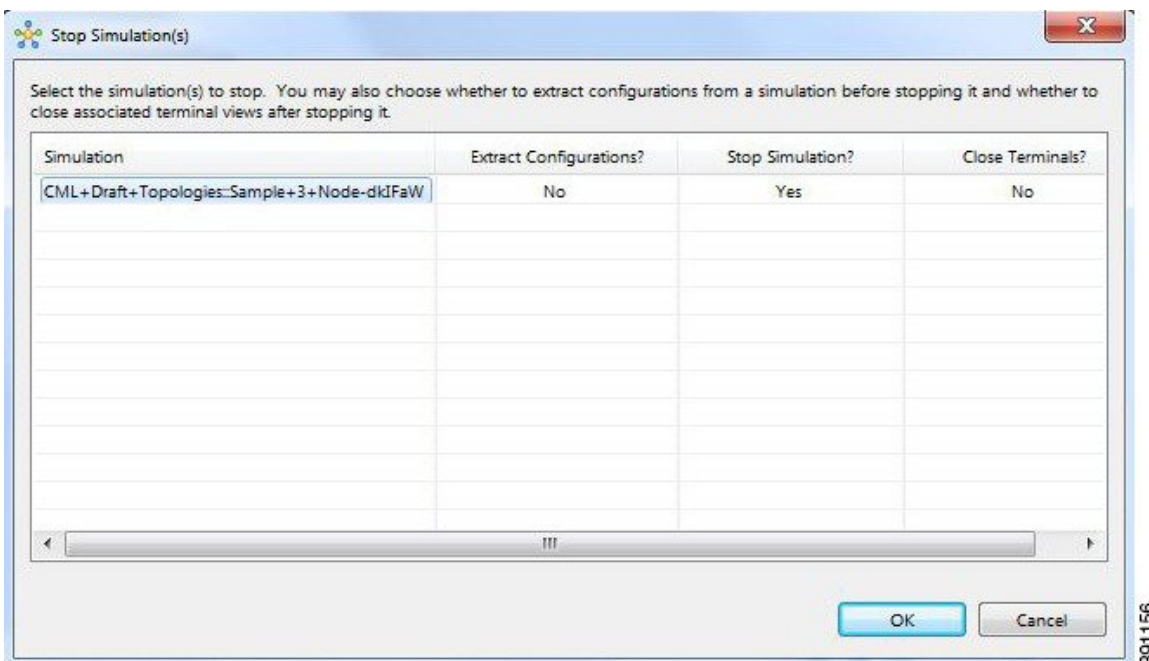 Stop Simulation(s)
Select the simulation(s) to stop. You may also choose whether to extract configurations from a simulation before stopping it and whether to
close associated terminal views after stopping it.
Simulation Extract Configurations? Stop Simulation? Close Terminals?
CML+Draft+Topologies::Sample+3+Node-dkIFaW No Yes No
OK Cancel
391156